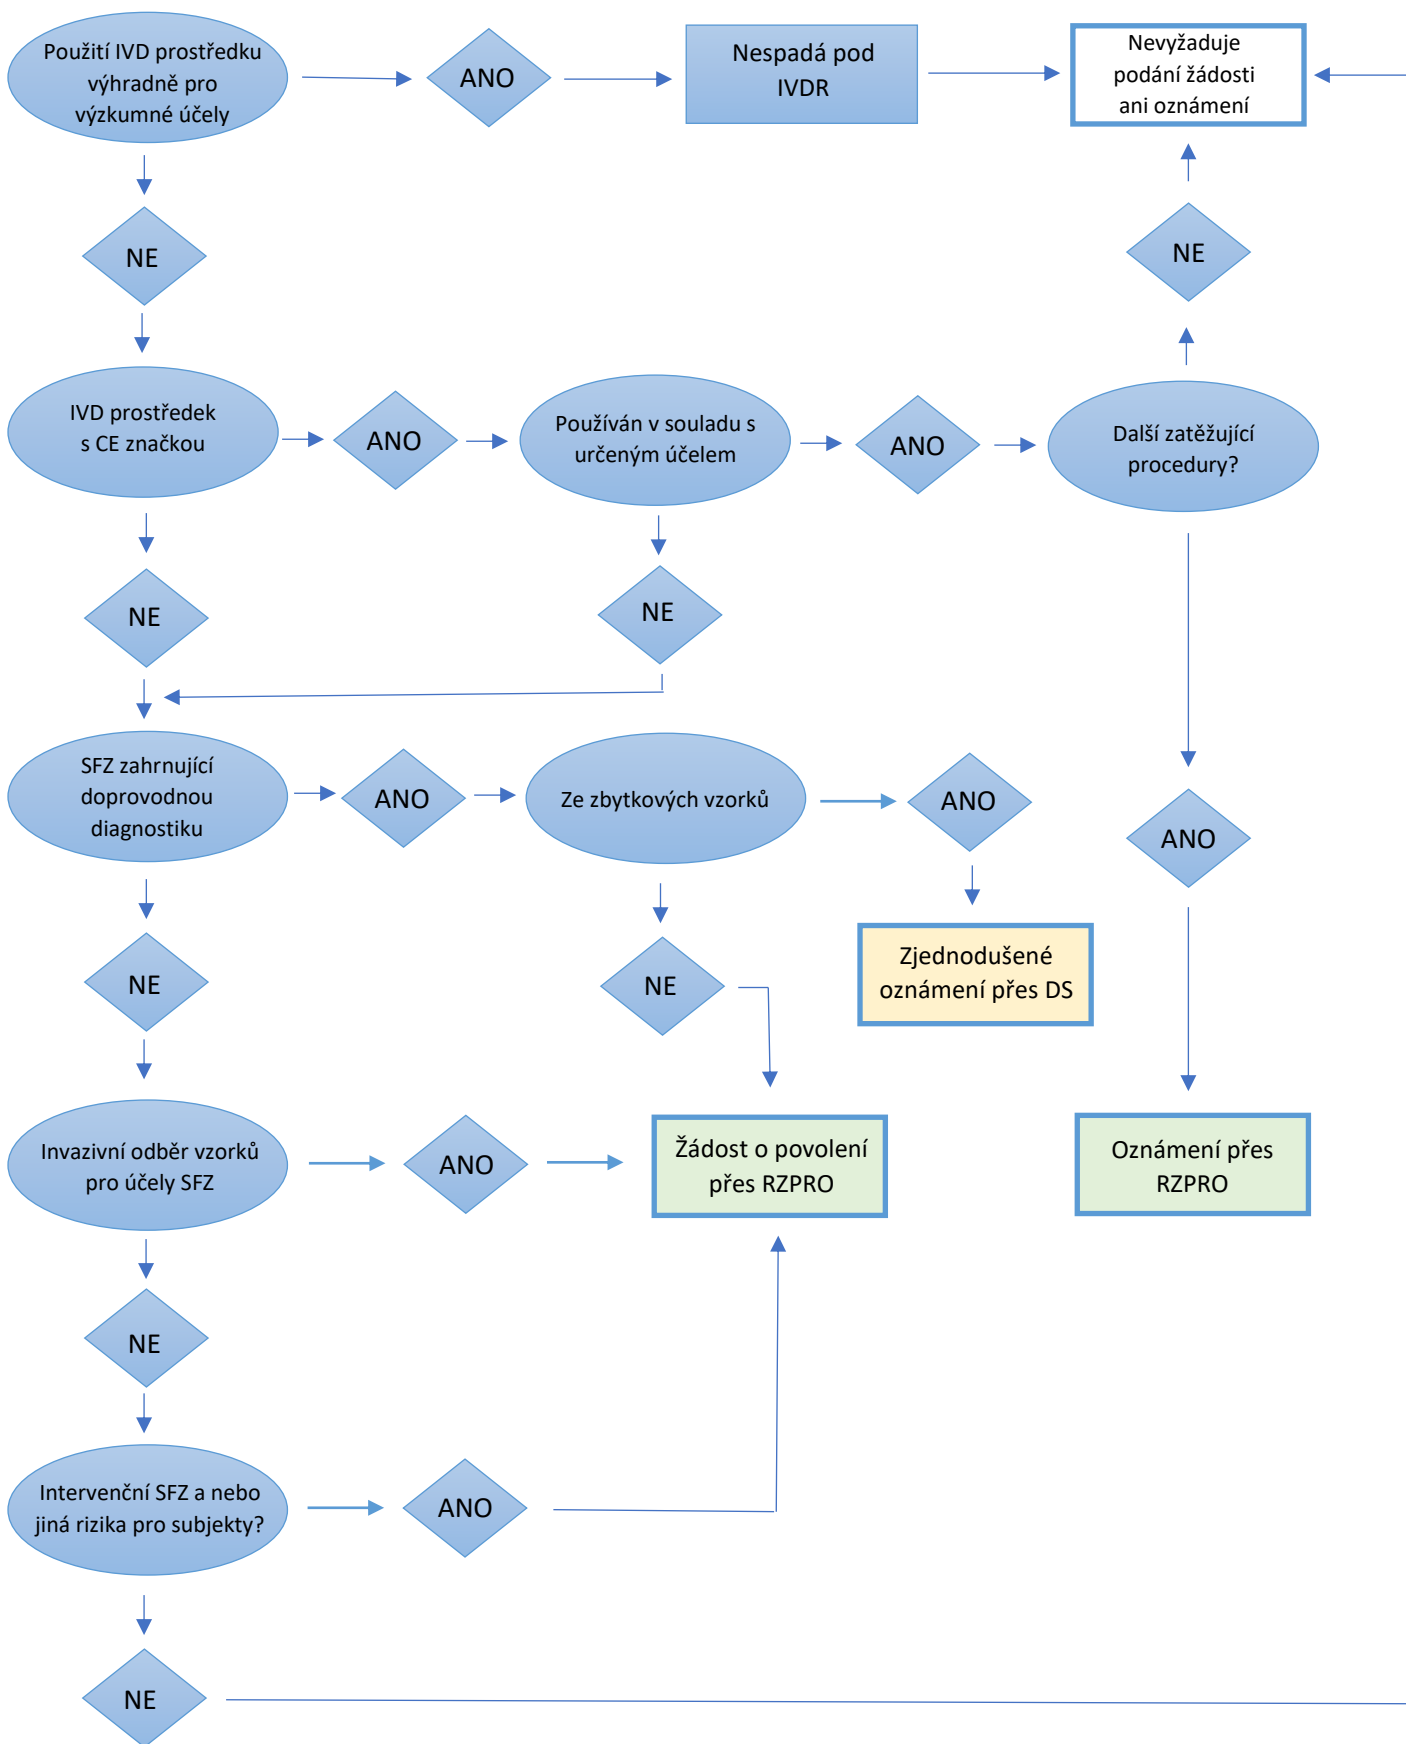 Použití IVD prostředku
výhradně pro
výzkumné účely
ANO
Nespadá pod
IVDR
Nevyžaduje
podání žádosti
ani oznámení
NE
NE
IVD prostředek
s CE značkou
ANO
Používán v souladu s
určeným účelem
ANO
Další zatěžující
procedury?
NE
NE
SFZ zahrnující
doprovodnou
diagnostiku
ANO
Ze zbytkových vzorků
ANO
ANO
NE
NE
Zjednodušené
oznámení přes DS
Invazivní odběr vzorků
pro účely SFZ
ANO
Žádost o povolení
přes RZPRO
Oznámení přes
RZPRO
NE
Intervenční SFZ a nebo
jiná rizika pro subjekty?
ANO
NE